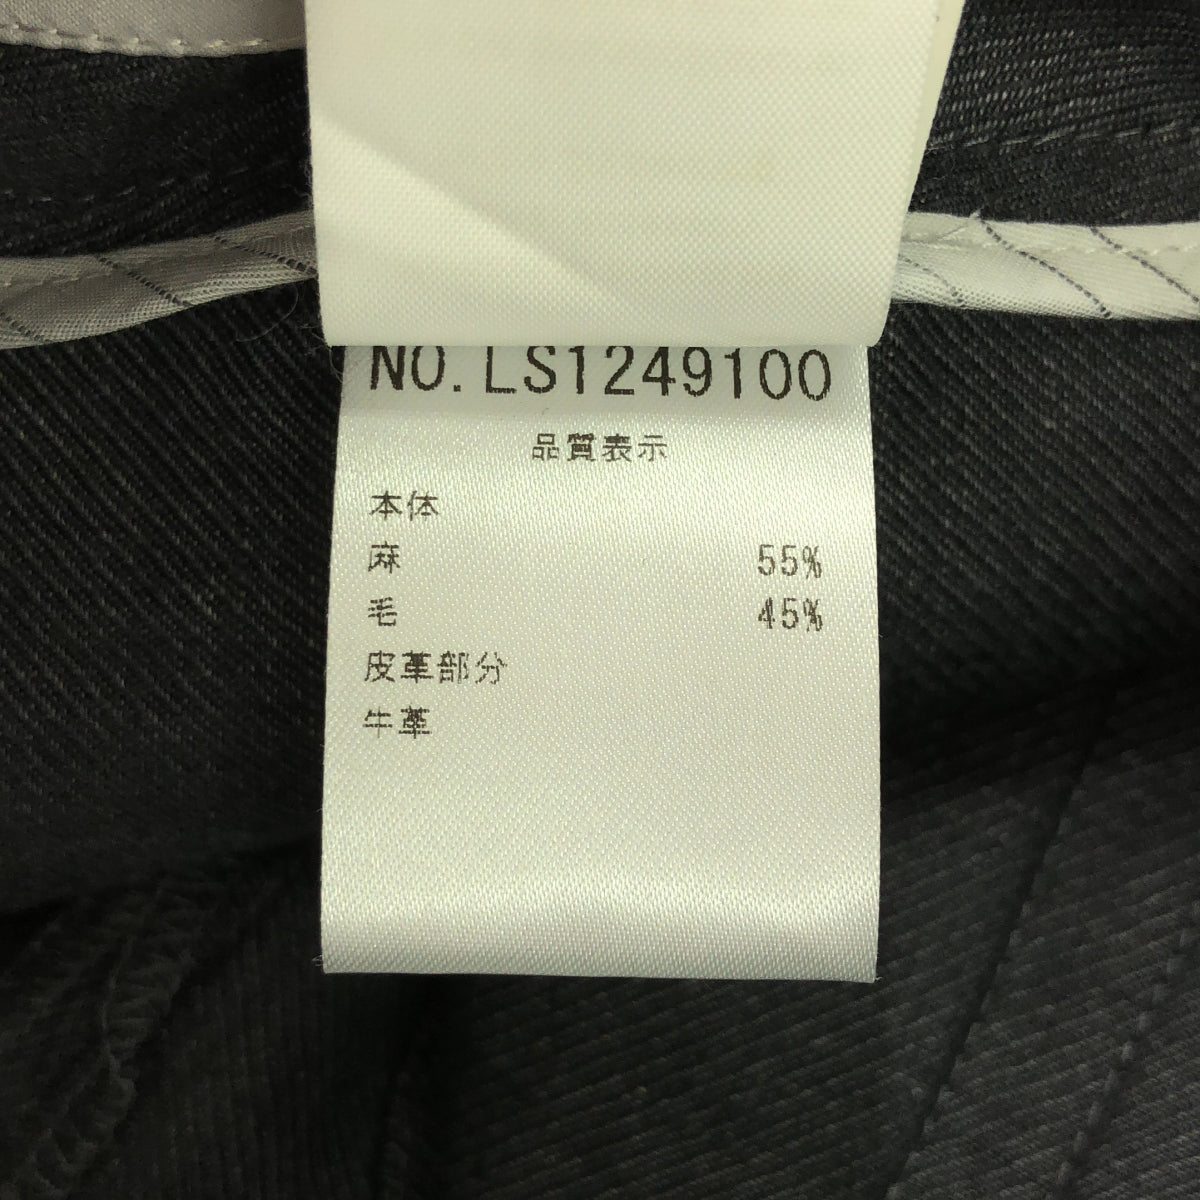 NO.LS1249100
品質表示
本体
麻 55%
毛 45%
皮革部分
牛革